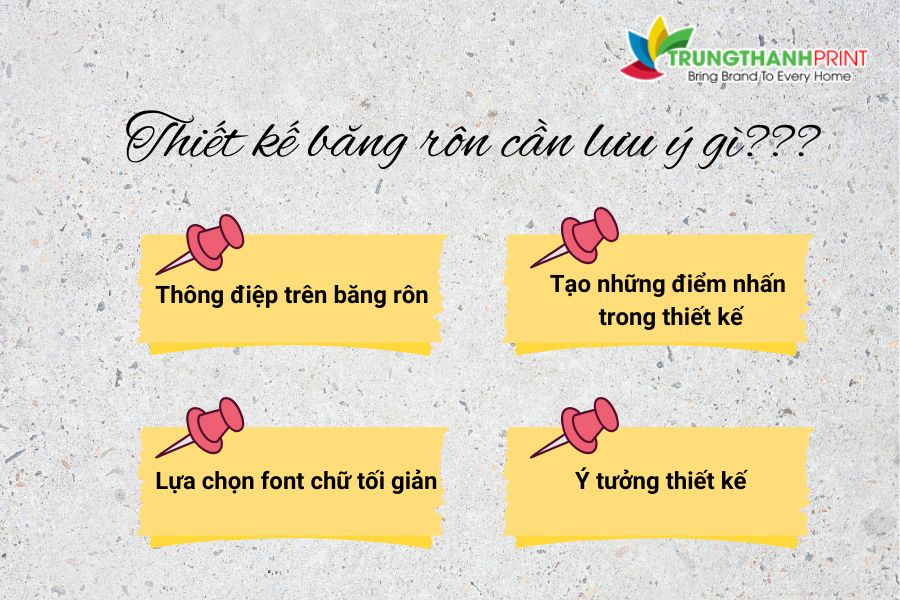 TRUNGTHANHPRINT
Bring Brand To Every Home
Thiết kế băng rôn cần lưu ý gì???
Thông điệp trên băng rôn
Tạo những điểm nhấn
trong thiết kế
Lựa chọn font chữ tối giản
Ý tưởng thiết kế